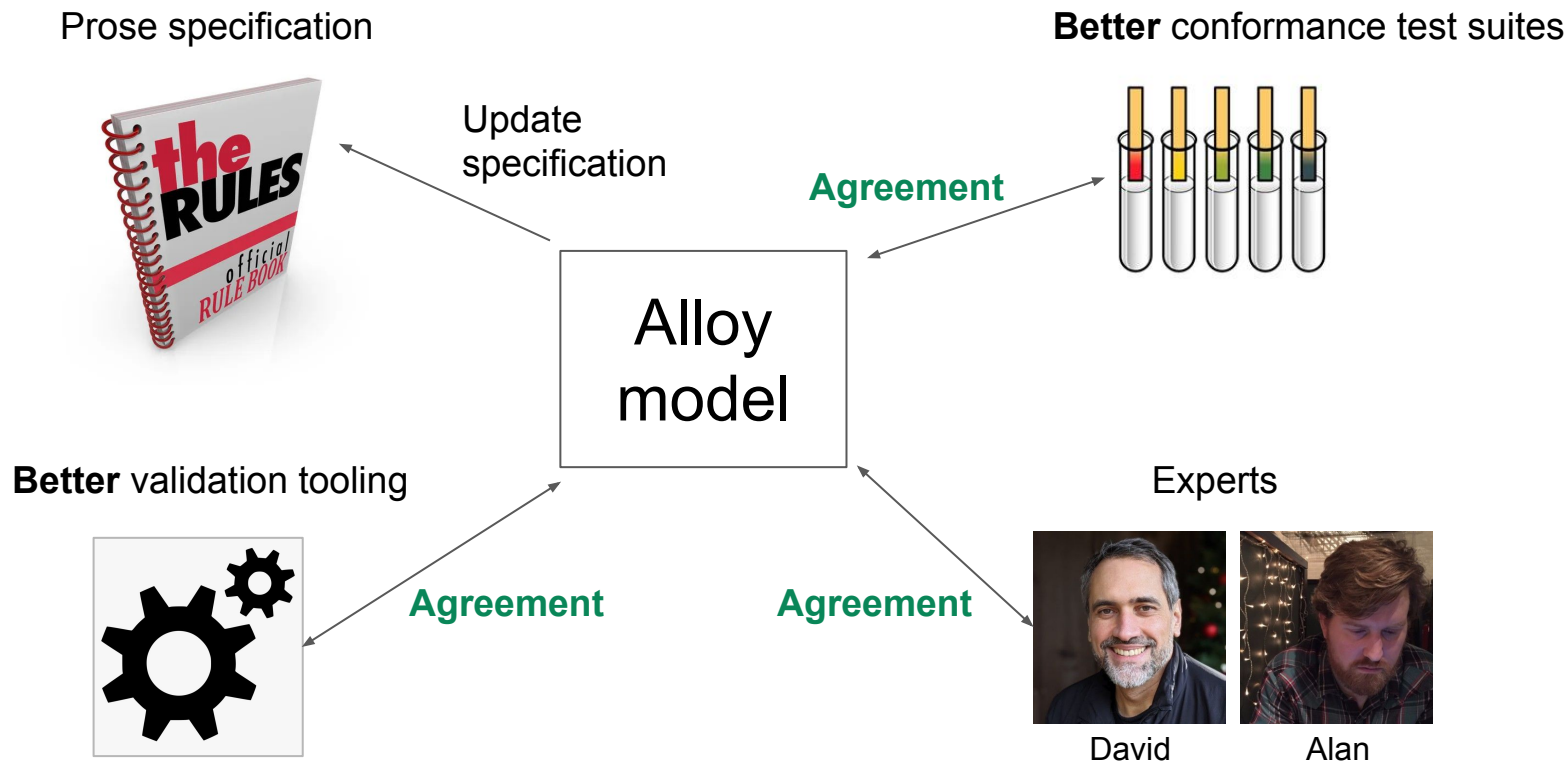 Prose specification
Better conformance test suites
the
RULES
official
RULE BOOK
Update
specification
Agreement
Alloy
model
Better validation tooling
Experts
Agreement
Agreement
David
Alan